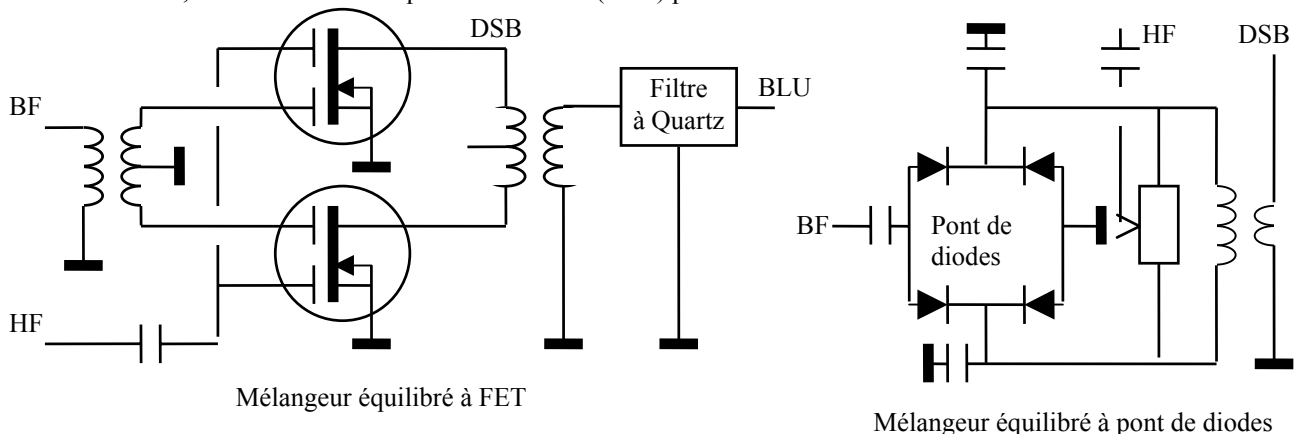 DSB
BF
HF
Filtre
à Quartz
BLU
Mélangeur équilibré à FET
HF
DSB
BF
Pont de
diodes
Mélangeur équilibré à pont de diodes